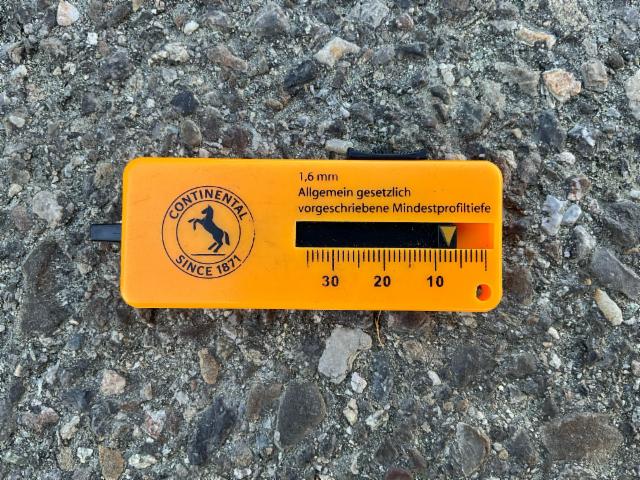 1,6 mm
Allgemein gesetzlich
vorgeschriebene Mindestprofiltiefe
CONTINENTAL
SINCE 1871
30 20 10